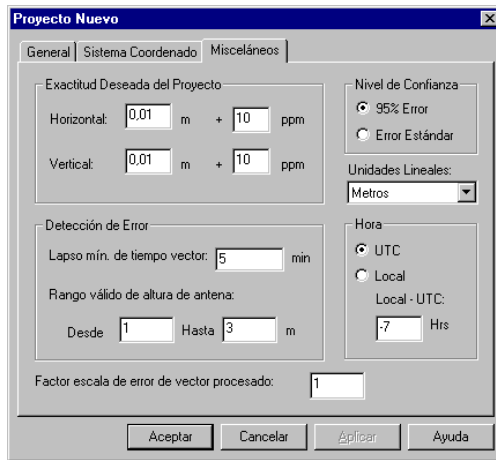 Proyecto Nuevo
General
Sistema Coordenado
Misceláneos
Exactitud Deseada del Proyecto
Horizontal: 0,01 m + 10 ppm
Vertical: 0,01 m + 10 ppm
Nivel de Confianza
95% Error
Error Estándar
Unidades Lineales:
Metros
Detección de Error
Lapso mín. de tiempo vector: 5 min
Rango válido de altura de antena:
Desde 1 Hasta 3 m
Hora
UTC
Local
Local - UTC:
-7 Hrs
Factor escala de error de vector procesado: 1
Aceptar
Cancelar
Aplicar
Ayuda